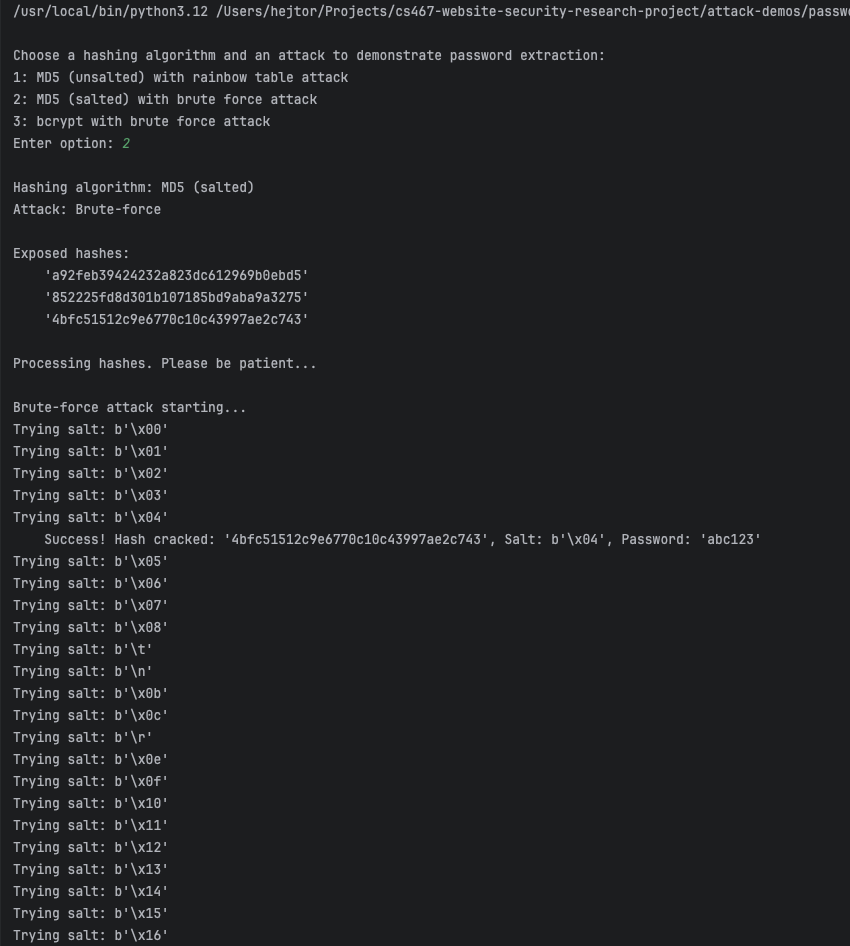 /usr/local/bin/python3.12 /Users/hejtor/Projects/cs467-website-security-research-project/attack-demos/passw
Choose a hashing algorithm and an attack to demonstrate password extraction:
1: MD5 (unsalted) with rainbow table attack
2: MD5 (salted) with brute force attack
3: bcrypt with brute force attack
Enter option: 2
Hashing algorithm: MD5 (salted)
Attack: Brute-force
Exposed hashes:
'a92feb39424232a823dc612969b0ebd5'
'852225fd8d301b107185bd9aba9a3275'
'4bfc51512c9e6770c10c43997ae2c743'
Processing hashes. Please be patient...
Brute-force attack starting...
Trying salt: b'\x00'
Trying salt: b'\x01'
Trying salt: b'\x02'
Trying salt: b'\x03'
Trying salt: b'\x04'
Success! Hash cracked: '4bfc51512c9e6770c10c43997ae2c743', Salt: b'\x04', Password: 'abc123'
Trying salt: b'\x05'
Trying salt: b'\x06'
Trying salt: b'\x07'
Trying salt: b'\x08'
Trying salt: b'\t'
Trying salt: b'\n'
Trying salt: b'\x0b'
Trying salt: b'\x0c'
Trying salt: b'\r'
Trying salt: b'\x0e'
Trying salt: b'\x0f'
Trying salt: b'\x10'
Trying salt: b'\x11'
Trying salt: b'\x12'
Trying salt: b'\x13'
Trying salt: b'\x14'
Trying salt: b'\x15'
Trying salt: b'\x16'